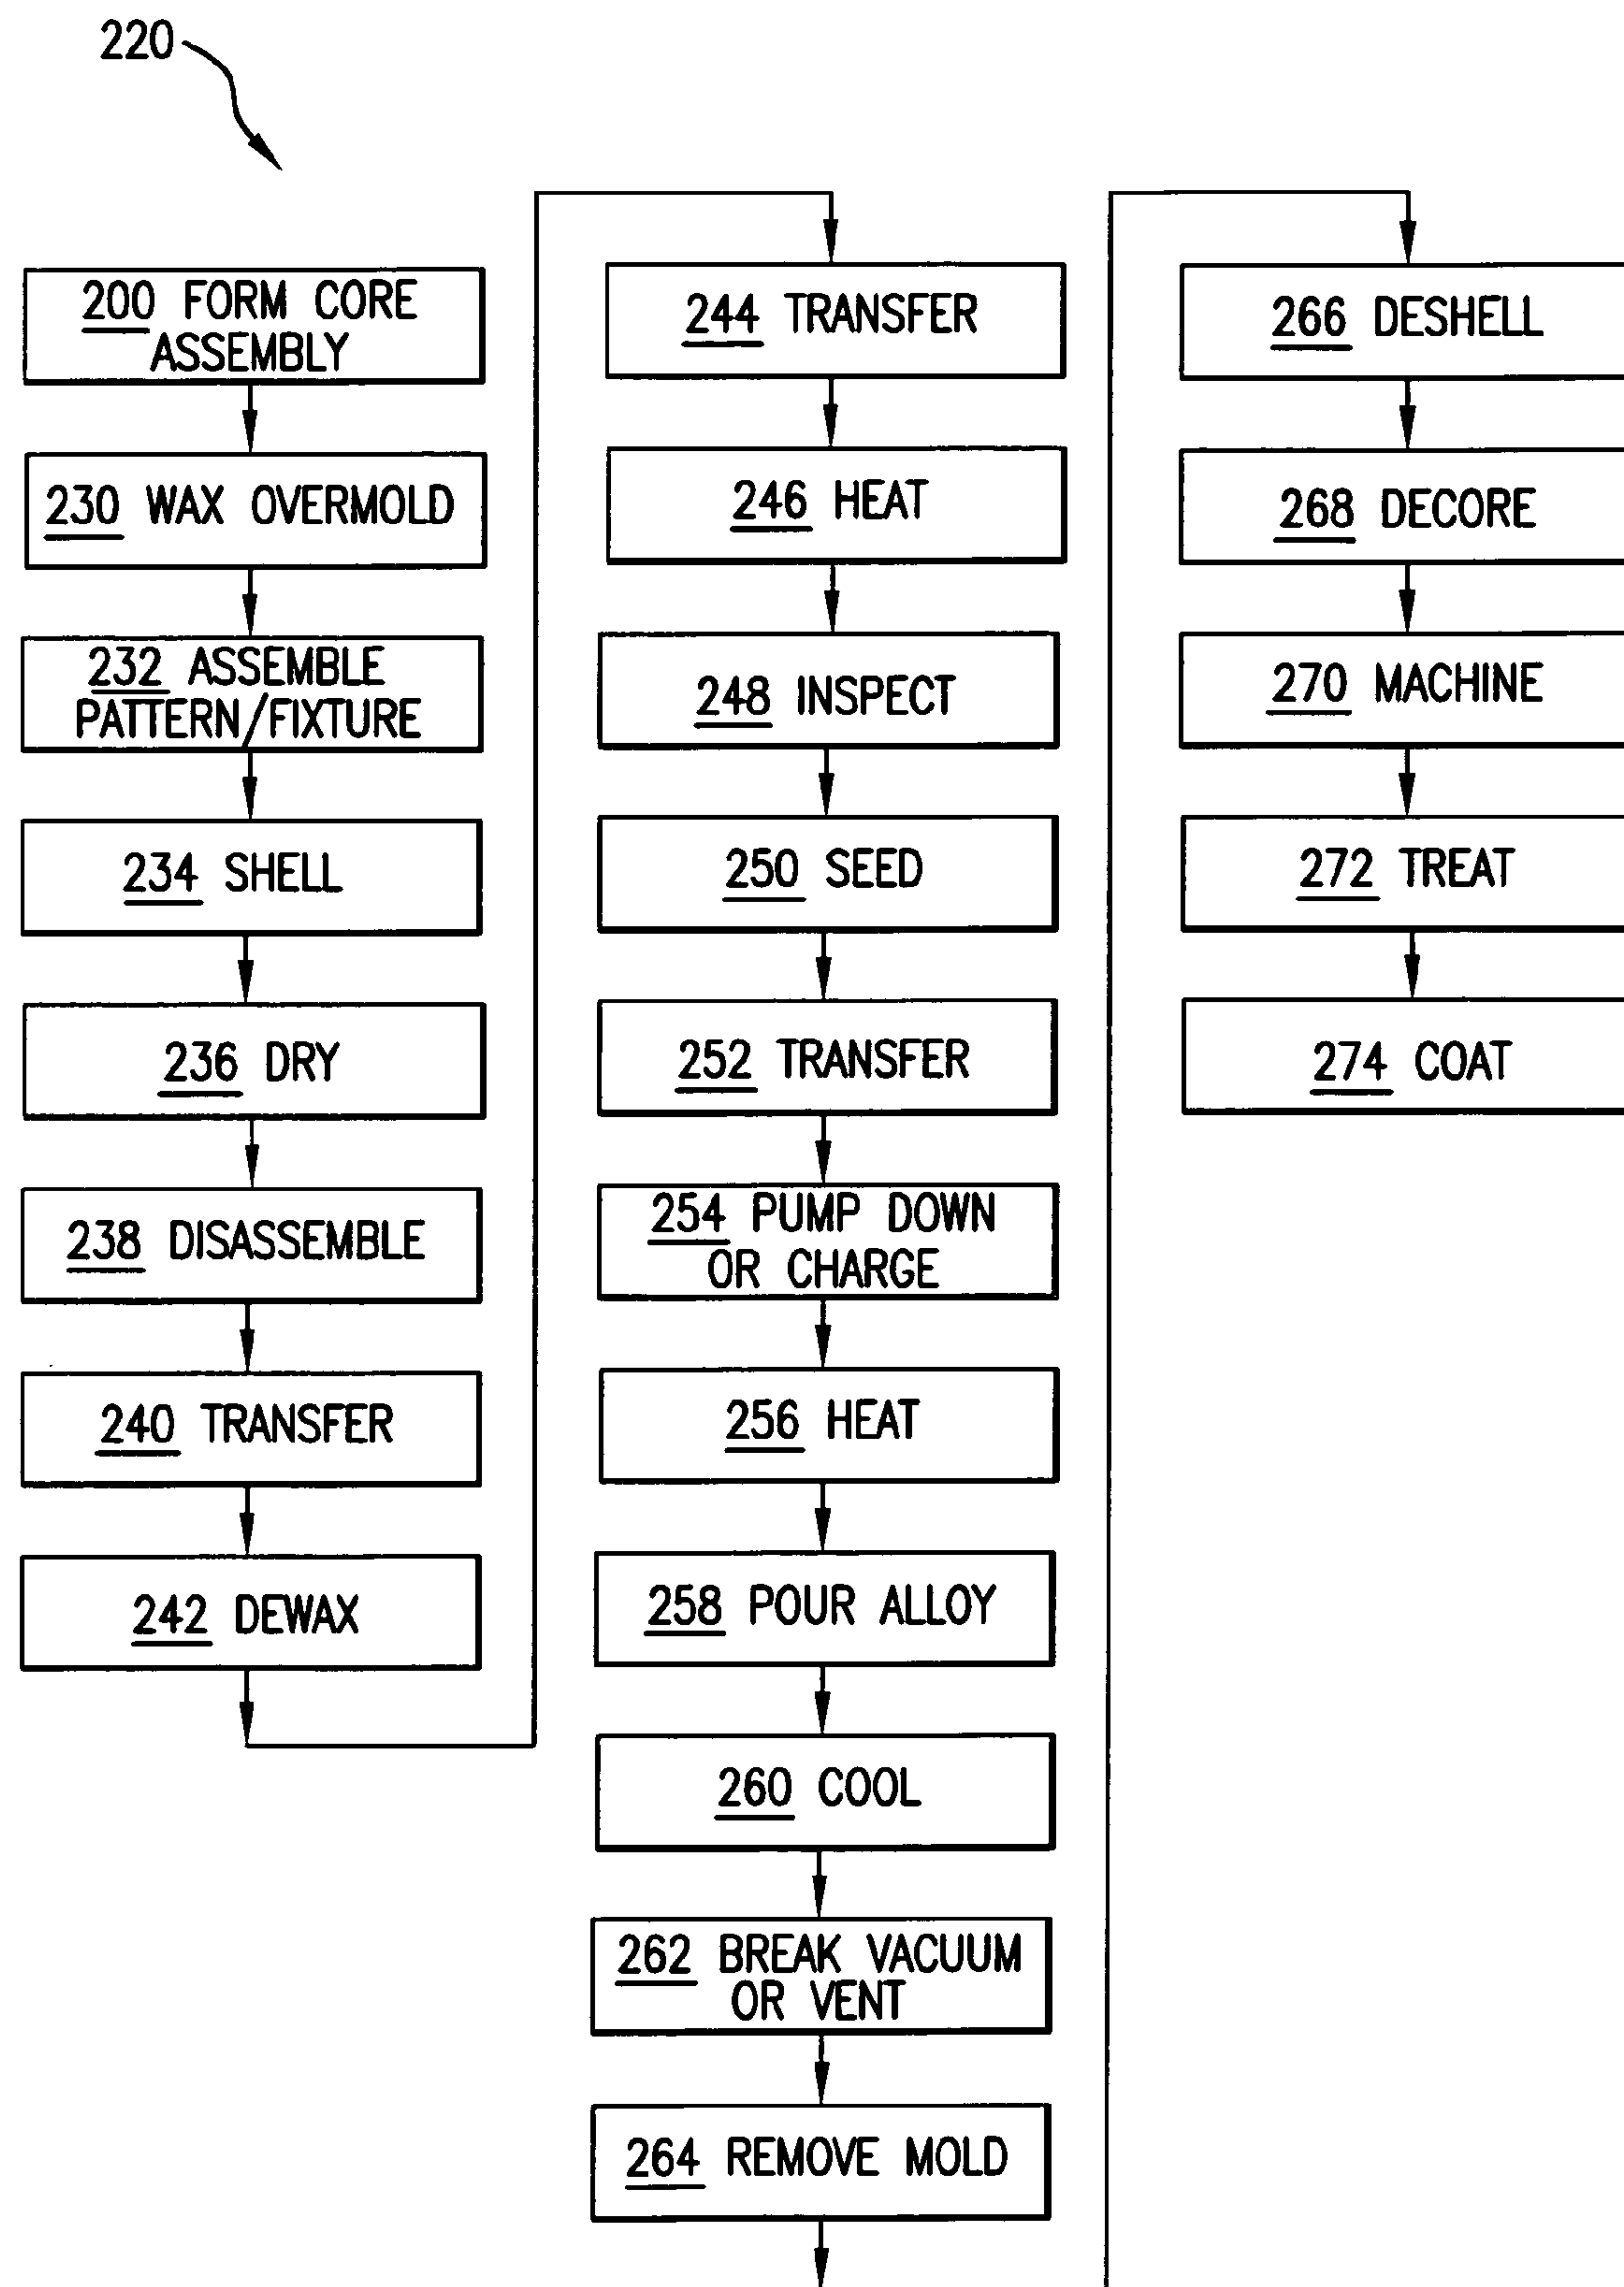 220
200 FORM CORE
ASSEMBLY
230 WAX OVERMOLD
232 ASSEMBLE
PATTERN/FIXTURE
234 SHELL
236 DRY
238 DISASSEMBLE
240 TRANSFER
242 DEWAX
244 TRANSFER
246 HEAT
248 INSPECT
250 SEED
252 TRANSFER
254 PUMP DOWN
OR CHARGE
256 HEAT
258 POUR ALLOY
260 COOL
262 BREAK VACUUM
OR VENT
264 REMOVE MOLD
266 DESHELL
268 DECORE
270 MACHINE
272 TREAT
274 COAT